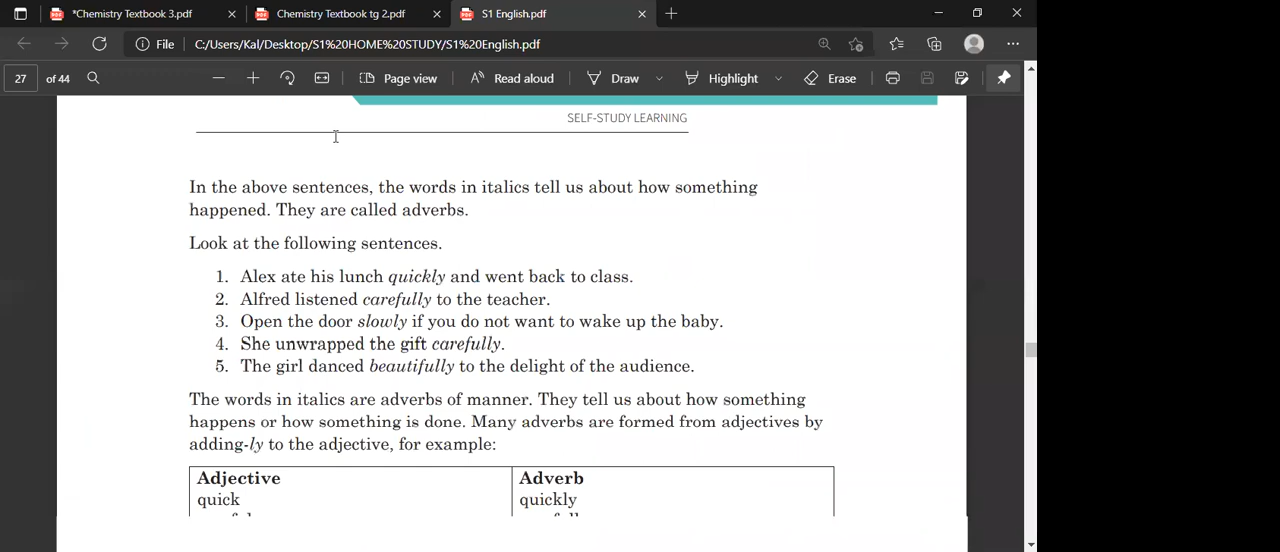 *Chemistry Textbook 3.pdf
Chemistry Textbook tg 2.pdf
S1 English.pdf
File C:/Users/Kal/Desktop/S1%20HOME%20STUDY/S1%20English.pdf
27 of 44 Page view Read aloud Draw Highlight Erase
SELF-STUDY LEARNING
In the above sentences, the words in italics tell us about how something
happened. They are called adverbs.
Look at the following sentences.
1. Alex ate his lunch quickly and went back to class.
2. Alfred listened carefully to the teacher.
3. Open the door slowly if you do not want to wake up the baby.
4. She unwrapped the gift carefully.
5. The girl danced beautifully to the delight of the audience.
The words in italics are adverbs of manner. They tell us about how something
happens or how something is done. Many adverbs are formed from adjectives by
adding-ly to the adjective, for example:
Adjective Adverb
quick quickly